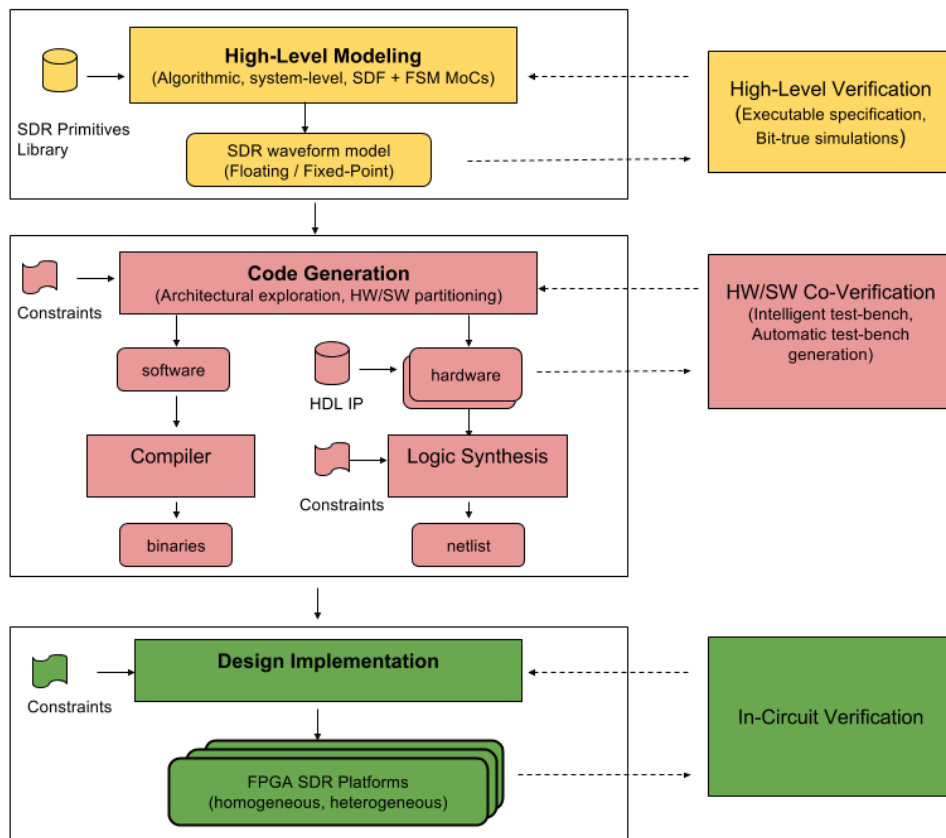 High-Level Modeling
(Algorithmic, system-level, SDF + FSM MoCs)
SDR Primitives
Library
SDR waveform model
(Floating / Fixed-Point)
High-Level Verification
(Executable specification,
Bit-true simulations)
Code Generation
(Architectural exploration, HW/SW partitioning)
Constraints
software
HDL IP
hardware
Compiler
Constraints
Logic Synthesis
binaries
netlist
HW/SW Co-Verification
(Intelligent test-bench,
Automatic test-bench
generation)
Design Implementation
Constraints
FPGA SDR Platforms
(homogeneous, heterogeneous)
In-Circuit Verification